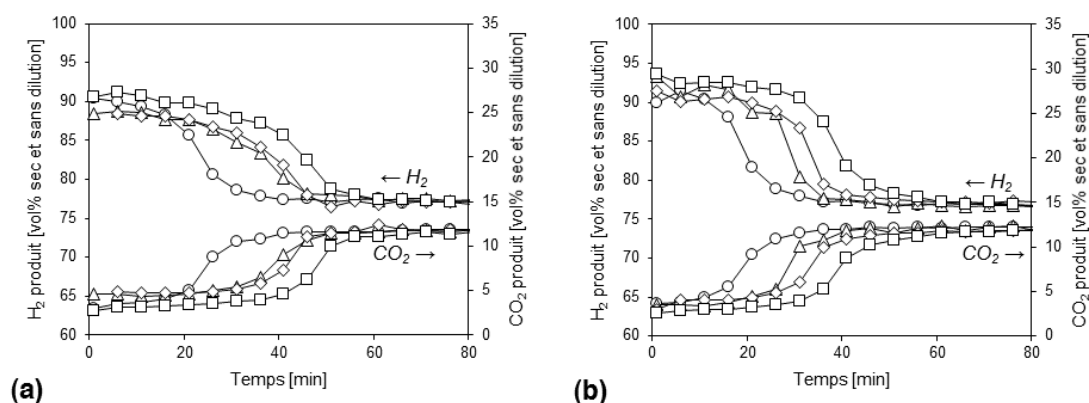 100
95
90
85
80
75
70
65
60
35
30
25
20
15
10
5
0
0 20 40 60 80
H₂ produit [vol% sec et sans dilution]
CO₂ produit [vol% sec et sans dilution]
← H₂
CO₂ →
Temps [min]
(a)
100
95
90
85
80
75
70
65
60
35
30
25
20
15
10
5
0
0 20 40 60 80
H₂ produit [vol% sec et sans dilution]
CO₂ produit [vol% sec et sans dilution]
← H₂
CO₂ →
Temps [min]
(b)